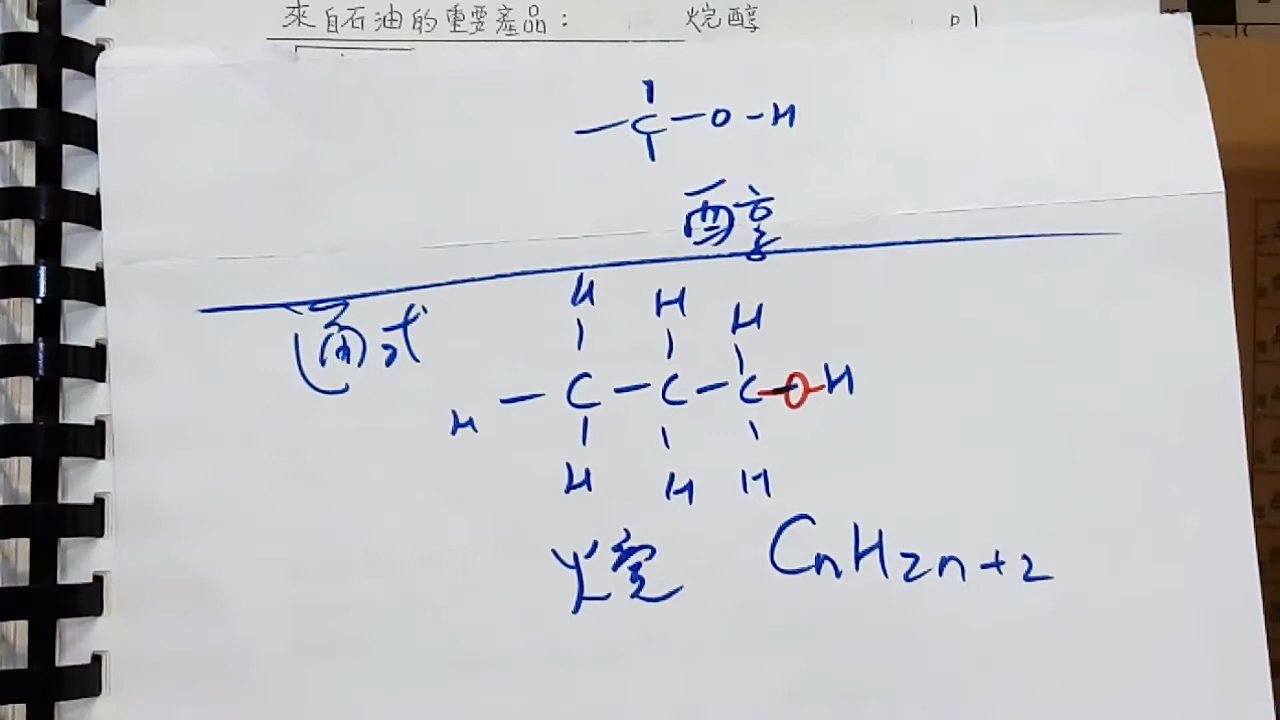 來自石油的重要產品： 烷醇 p1
H
— C — O — H
醇
通式
H H H
H — C — C — C — O — H
H H H
烷 CnH2n+2